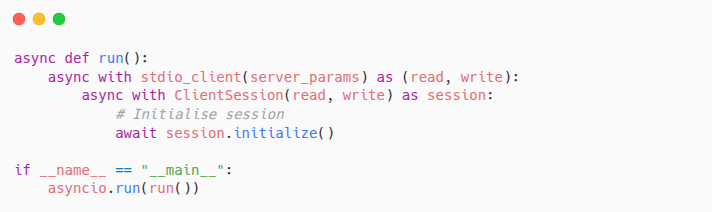 async def run():
    async with stdio_client(server_params) as (read, write):
        async with ClientSession(read, write) as session:
            # Initialise session
            await session.initialize()

if __name__ == "__main__":
    asyncio.run(run())